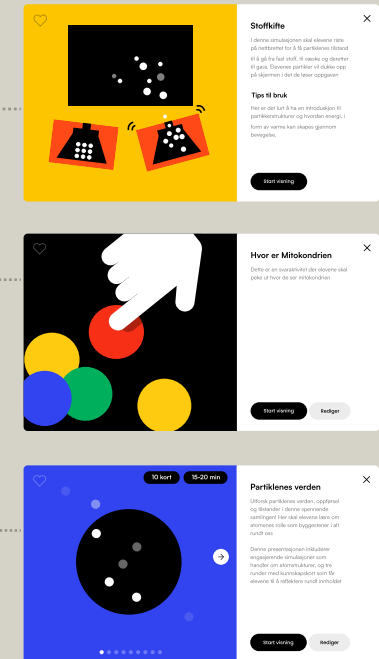 Stoffkifte
I denne simulasjonen skal elevene riste
på nettbrettet for å få partiklenes tilstand
til å gå fra fast stoff, til væske og deretter
til gass. Elevenes partikler vil dukke opp
på skjermen i det de løser oppgaven
Tips til bruk
Her er det lurt å ha en introduksjon til
partikkenstrukturer og hvordan energi, i
form av varme kan skapes gjennom
bevegelse.
Start visning
Hvor er Mitokondrien
Dette er en svaraktivitet der elevene skal
peke ut hvor de ser mitokondrien
Start visning
Rediger
10 kort
15-20 min
Partiklenes verden
Utforsk partiklenes verden, oppførsel
og tilstander i denne spennende
samlingen! Her skal elevene lære om
atomenes rolle som byggesteiner i alt
rundt oss
Denne presentasjonen inkluderer
engasjerende simulasjoner som
handler om atomstrukturer, og tre
runder med kunnskapskort som får
elevene til å reflektere rundt innholdet
Start visning
Rediger